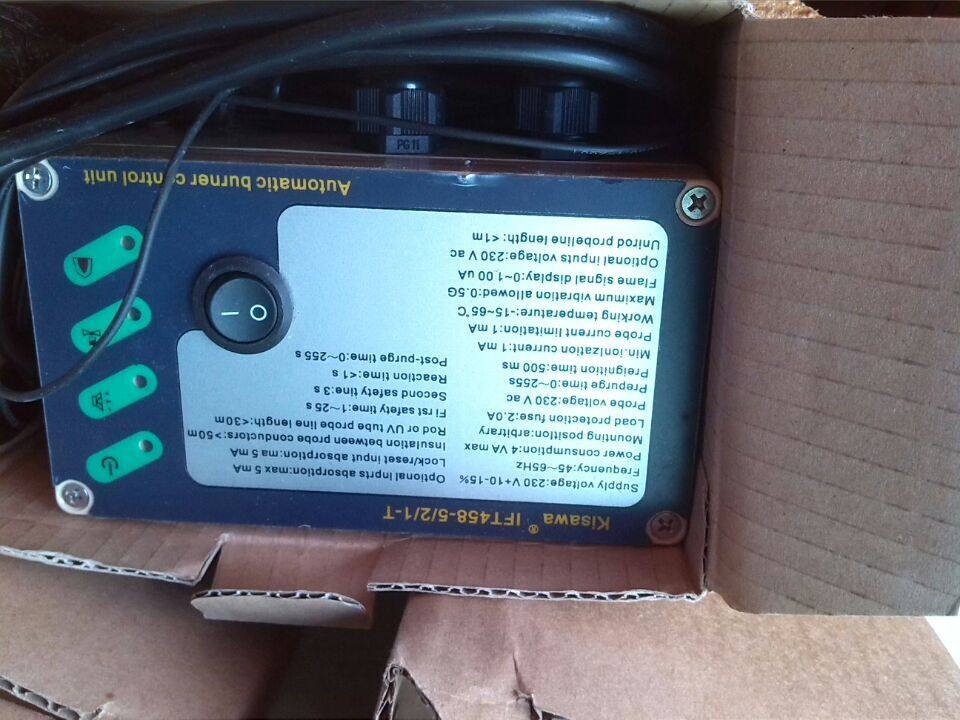 Kisawa ® IFT458-5/2/1-T
Supply voltage:230 V+10-15%
Frequency:45~65Hz
Power consumption:4 VA max
Mounting position:arbitrary
Load protection fuse:2.0A
Probe voltage:230 V ac
Prepurge time:0~255s
Preignition time:500 ms
Min.ionization current:1 mA
Probe current limitation:1 mA
Working temperature:-15~65°C
Maximum vibration allowed:0.5G
Flame signal display:0~1 00 uA
Optional inputs voltage:230 V ac
Unirod probeline length:<1m
Optional Inprts absorption:max 5 mA
Lock/reset input absorption:ma 5 mA
Insulation between probe conductors:>50m
Rod or UV tube probe line length:<30m
First safety time:1~25 s
Second safety time:3 s
Reaction time:<1 s
Post-purge time:0~255 s
O I
Automatic burner control unit
PG11